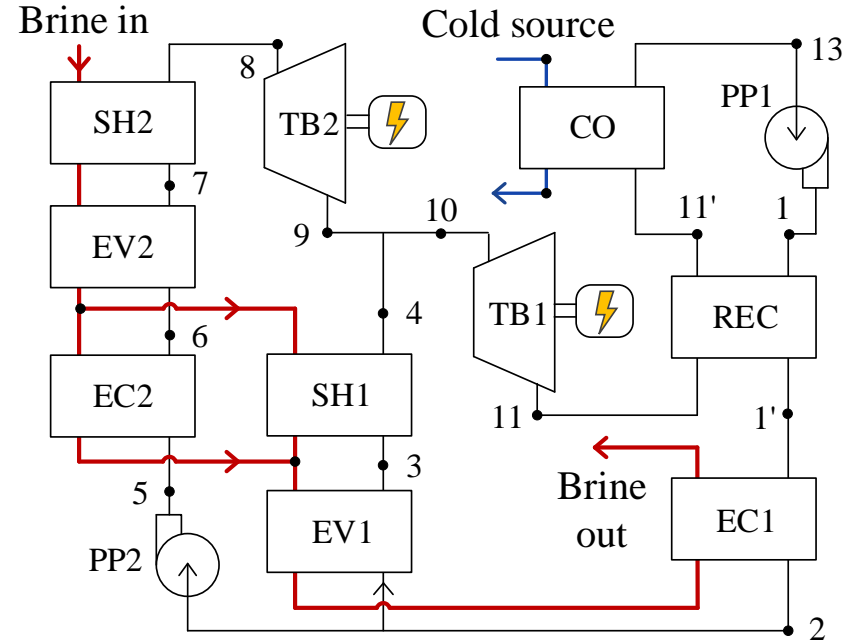 Brine in
Cold source
13
8
PP1
SH2
TB2
CO
7
10
11'
1
9
EV2
4
TB1
REC
6
EC2
SH1
11
1'
3
Brine
out
5
EV1
EC1
PP2
2